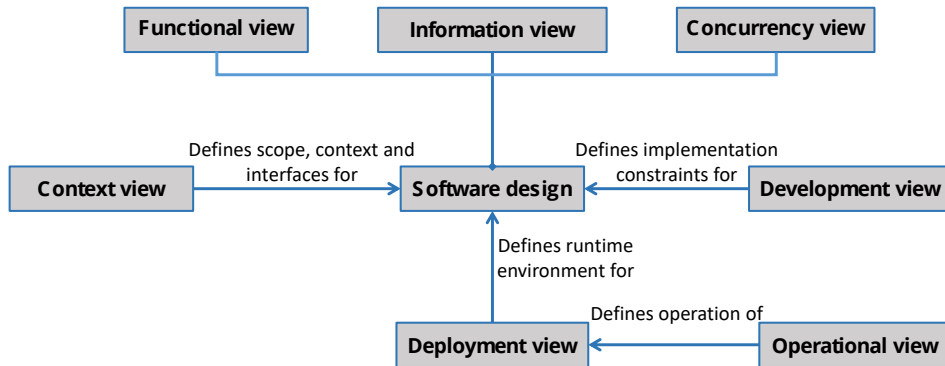 Functional view
Information view
Concurrency view
Defines scope, context and
interfaces for
Defines implementation
constraints for
Context view
Software design
Development view
Defines runtime
environment for
Defines operation of
Deployment view
Operational view